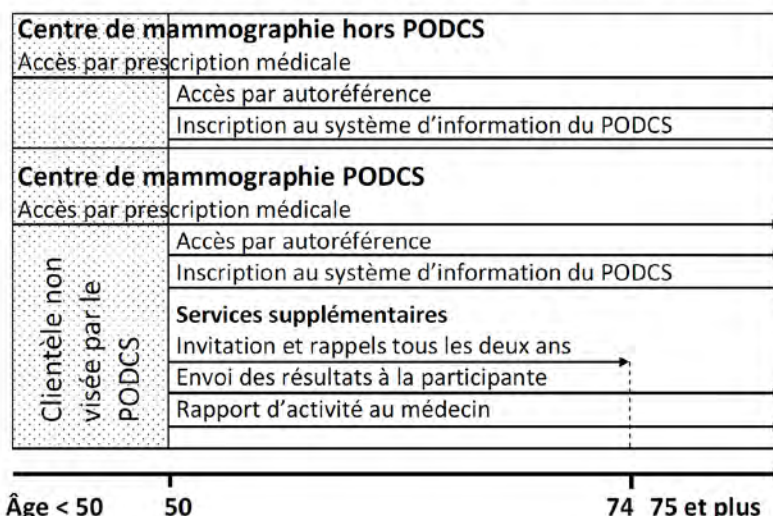 Centre de mammographie hors PODCS
Accès par prescription médicale
Accès par autoréférence
Inscription au système d’information du PODCS
Centre de mammographie PODCS
Accès par prescription médicale
Clientèle non
visée par le
PODCS
Accès par autoréférence
Inscription au système d’information du PODCS
Services supplémentaires
Invitation et rappels tous les deux ans
Envoi des résultats à la participante
Rapport d’activité au médecin
Âge < 50 50 74 75 et plus